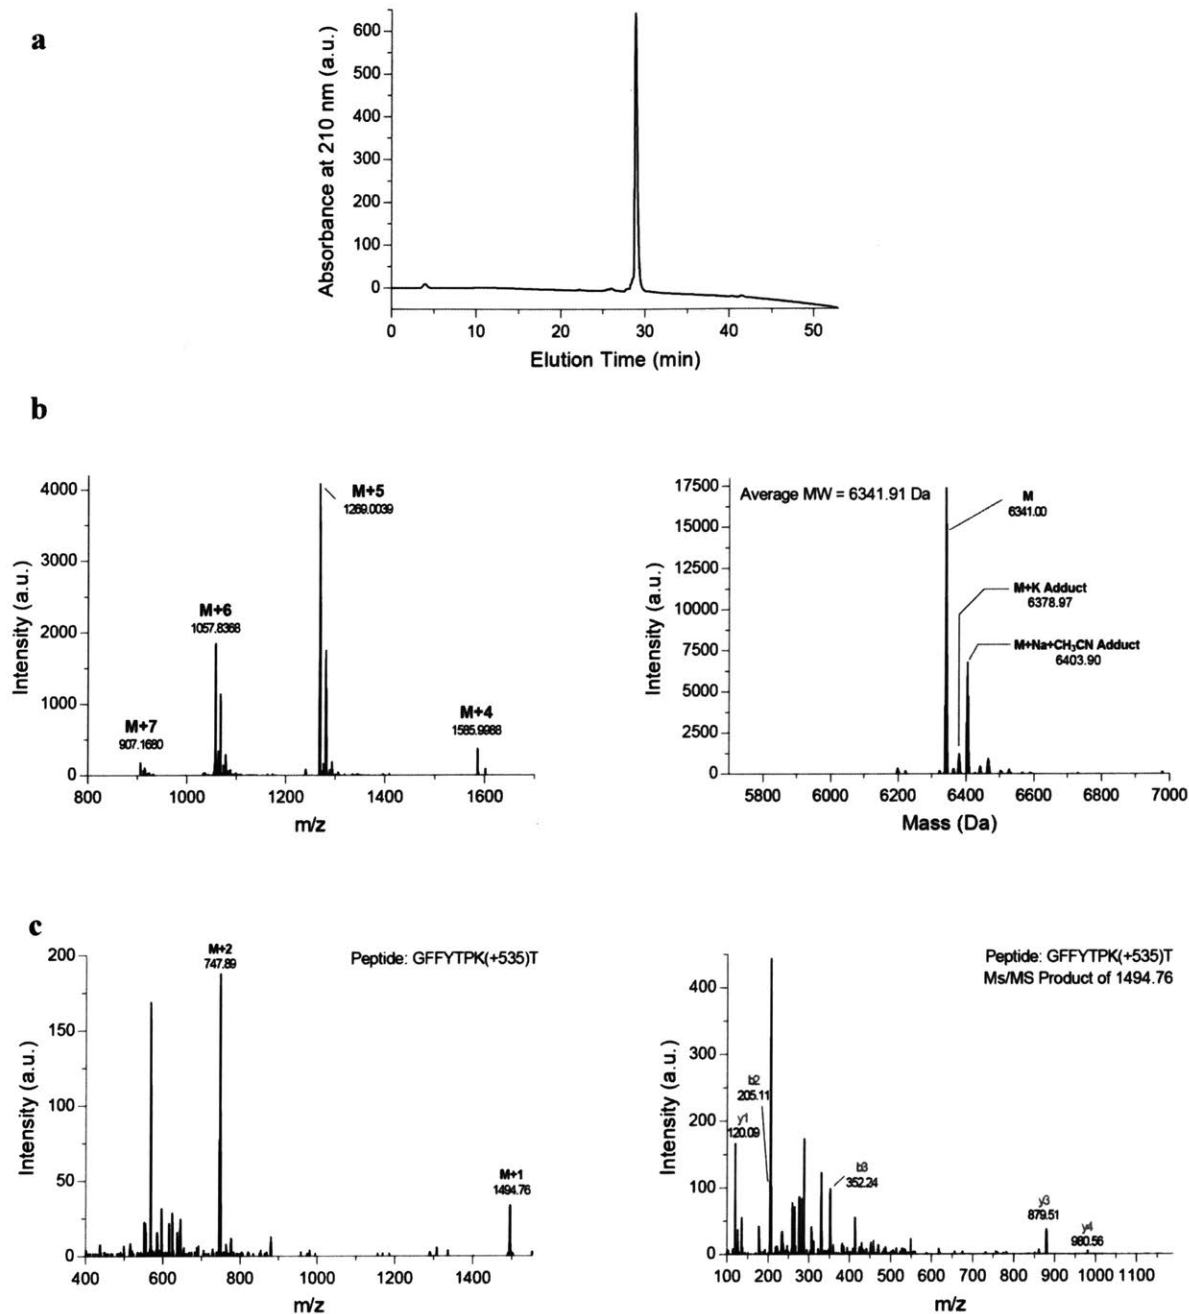 a
600
500
400
300
200
100
0
Absorbance at 210 nm (a.u.)
0 10 20 30 40 50
Elution Time (min)
b
4000
3000
2000
1000
0
Intensity (a.u.)
M+5
1269.0039
M+6
1057.8368
M+7
907.1680
M+4
1585.9988
800 1000 1200 1400 1600
m/z
17500
15000
12500
10000
7500
5000
2500
0
Intensity (a.u.)
Average MW = 6341.91 Da
M
6341.00
M+K Adduct
6378.97
M+Na+CH₃CN Adduct
6403.90
5800 6000 6200 6400 6600 6800 7000
Mass (Da)
c
200
150
100
50
0
Intensity (a.u.)
M+2
747.89
Peptide: GFFYTPK(+535)T
M+1
1494.76
400 600 800 1000 1200 1400
m/z
400
300
200
100
0
Intensity (a.u.)
Peptide: GFFYTPK(+535)T
Ms/MS Product of 1494.76
b2
205.11
y1
120.09
b3
352.24
y3
879.51
y4
980.56
100 200 300 400 500 600 700 800 900 1000 1100
m/z